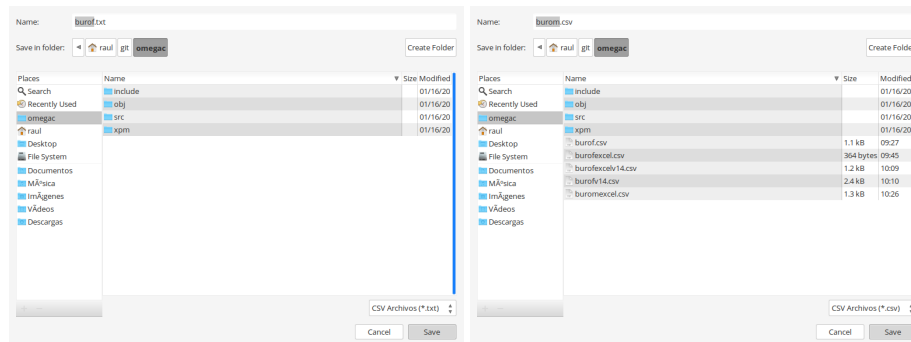 Name: burof.txt
Save in folder: raul git omegac Create Folder
Places Name Size Modified
Search include 01/16/20
Recently Used obj 01/16/20
omegac src 01/16/20
raul xpm 01/16/20
Desktop
File System
Documentos
MÃºsica
ImÃ¡genes
VÃ­deos
Descargas
CSV Archivos (*.txt)
Cancel Save
Name: burom.csv
Save in folder: raul git omegac Create Folde
Places Name Size Modified
Search include 01/16/20
Recently Used obj 01/16/20
omegac src 01/16/20
raul xpm 01/16/20
Desktop burof.csv 1.1 kB 09:27
File System burofexcel.csv 364 bytes 09:45
Documentos burofexcelv14.csv 1.2 kB 10:09
MÃºsica burofv14.csv 2.4 kB 10:10
ImÃ¡genes buromexcel.csv 1.3 kB 10:26
VÃ­deos
Descargas
CSV Archivos (*.csv)
Cancel Save